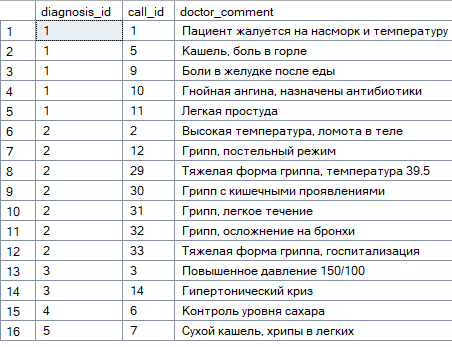 diagnosis_id call_id doctor_comment
1 1 1 Пациент жалуется на насморк и температуру
2 1 5 Кашель, боль в горле
3 1 9 Боли в желудке после еды
4 1 10 Гнойная ангина, назначены антибиотики
5 1 11 Легкая простуда
6 2 2 Высокая температура, ломота в теле
7 2 12 Грипп, постельный режим
8 2 29 Тяжелая форма гриппа, температура 39.5
9 2 30 Грипп с кишечными проявлениями
10 2 31 Грипп, легкое течение
11 2 32 Грипп, осложнение на бронхи
12 2 33 Тяжелая форма гриппа, госпитализация
13 3 3 Повышенное давление 150/100
14 3 14 Гипертонический криз
15 4 6 Контроль уровня сахара
16 5 7 Сухой кашель, хрипы в легких